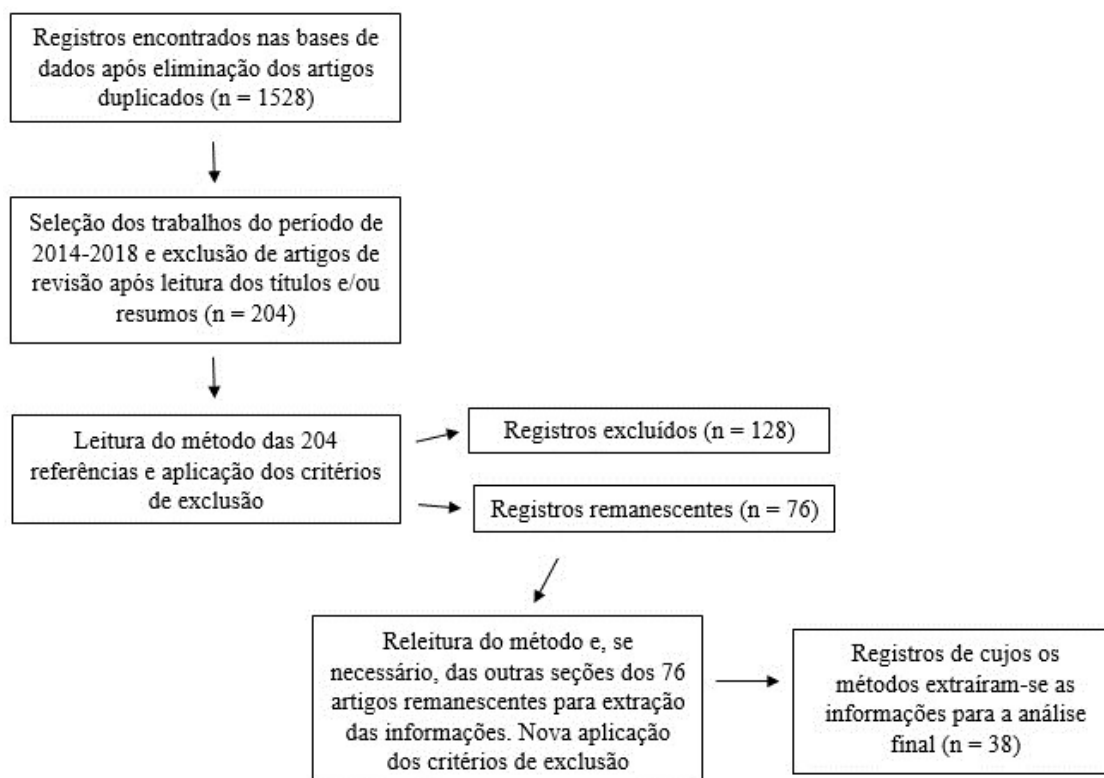 Registros encontrados nas bases de
dados após eliminação dos artigos
duplicados (n = 1528)
Seleção dos trabalhos do período de
2014-2018 e exclusão de artigos de
revisão após leitura dos títulos e/ou
resumos (n = 204)
Leitura do método das 204
referências e aplicação dos critérios
de exclusão
Registros excluídos (n = 128)
Registros remanescentes (n = 76)
Releitura do método e, se
necessário, das outras seções dos 76
artigos remanescentes para extração
das informações. Nova aplicação
dos critérios de exclusão
Registros de cujos os
métodos extraíram-se as
informações para a análise
final (n = 38)